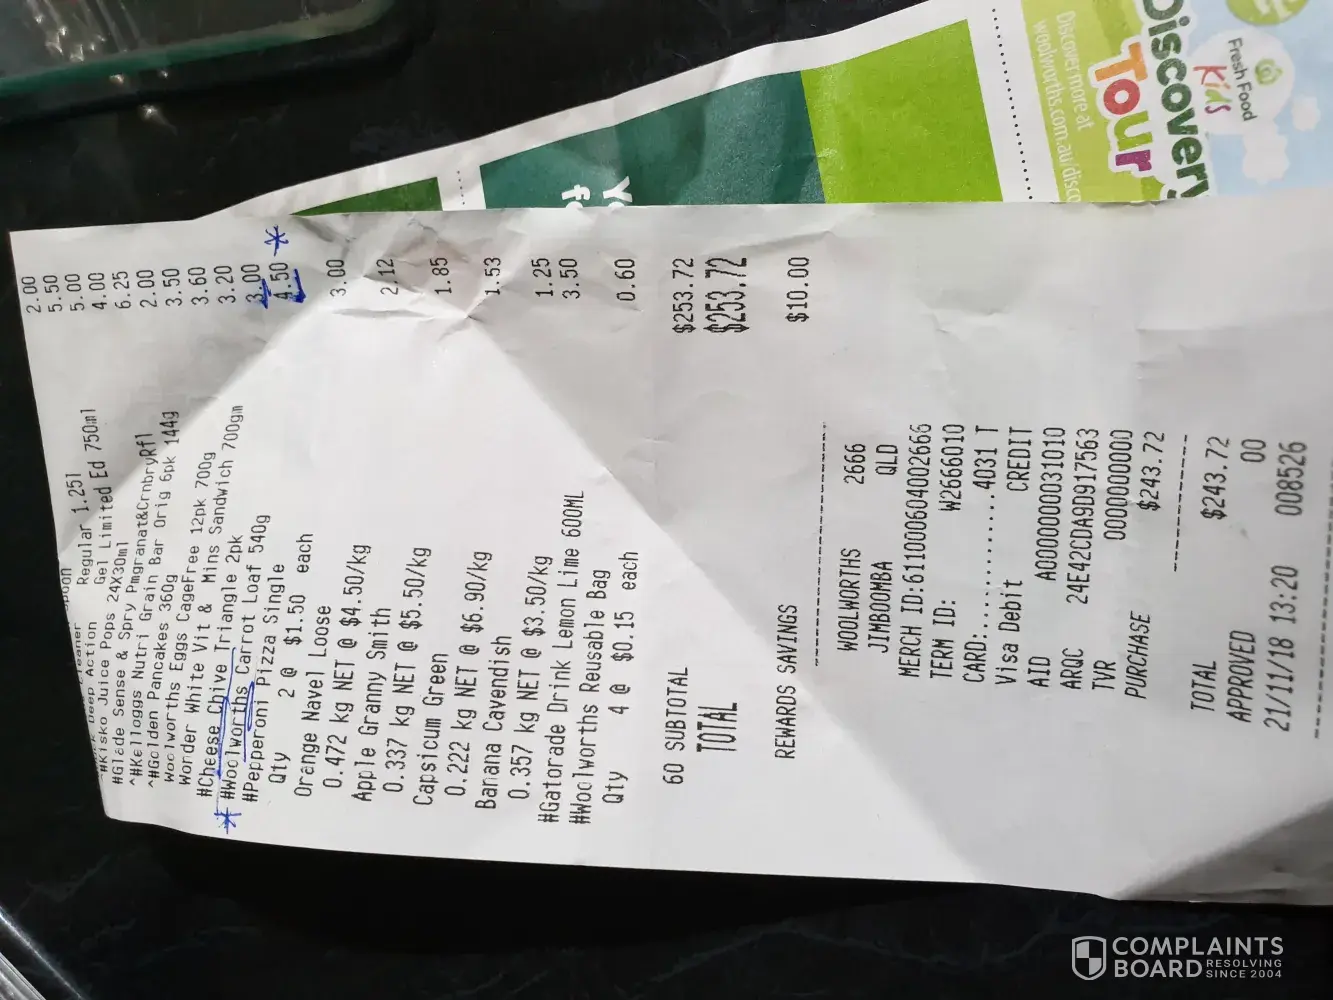 2.00
Regular 1.25l 5.50
Deep Action Gel Limited Ed 750ml 5.00
^#Kisko Juice Pops 24X30ml 4.00
#Glade Sense & Spry Pmgranat&CrnbryRfl 6.25
^#Kelloggs Nutri Grain Bar Orig 6pk 144g 2.00
^#Golden Pancakes 360g 3.50
Woolworths Eggs CageFree 12pk 700g 3.60
Wonder White Vit & Mins Sandwich 700gm 3.20
#Cheese Chive Triangle 2pk 3.00
* #Woolworths Carrot Loaf 540g 4.50 *
#Pepperoni Pizza Single
Qty 2 @ $1.50 each 3.00
Orange Navel Loose
0.472 kg NET @ $4.50/kg 2.12
Apple Granny Smith
0.337 kg NET @ $5.50/kg 1.85
Capsicum Green
0.222 kg NET @ $6.90/kg 1.53
Banana Cavendish
0.357 kg NET @ $3.50/kg 1.25
#Gatorade Drink Lemon Lime 600ML 3.50
#Woolworths Reusable Bag
Qty 4 @ $0.15 each 0.60
60 SUBTOTAL $253.72
TOTAL $253.72
REWARDS SAVINGS $10.00
WOOLWORTHS 2666
JIMBOOMBA QLD
MERCH ID:611000604002666
TERM ID: W2666010
CARD:............4031 T
Visa Debit CREDIT
AID A0000000031010
ARQC 24E42CDA9D917563
TVR 0000000000
PURCHASE $243.72
TOTAL $243.72
APPROVED 00
21/11/18 13:20 008526
Fresh Food
Kids
Discovery
Tour
Discover more at
woolworths.com.au/disco
COMPLAINTS
BOARD RESOLVING
SINCE 2004